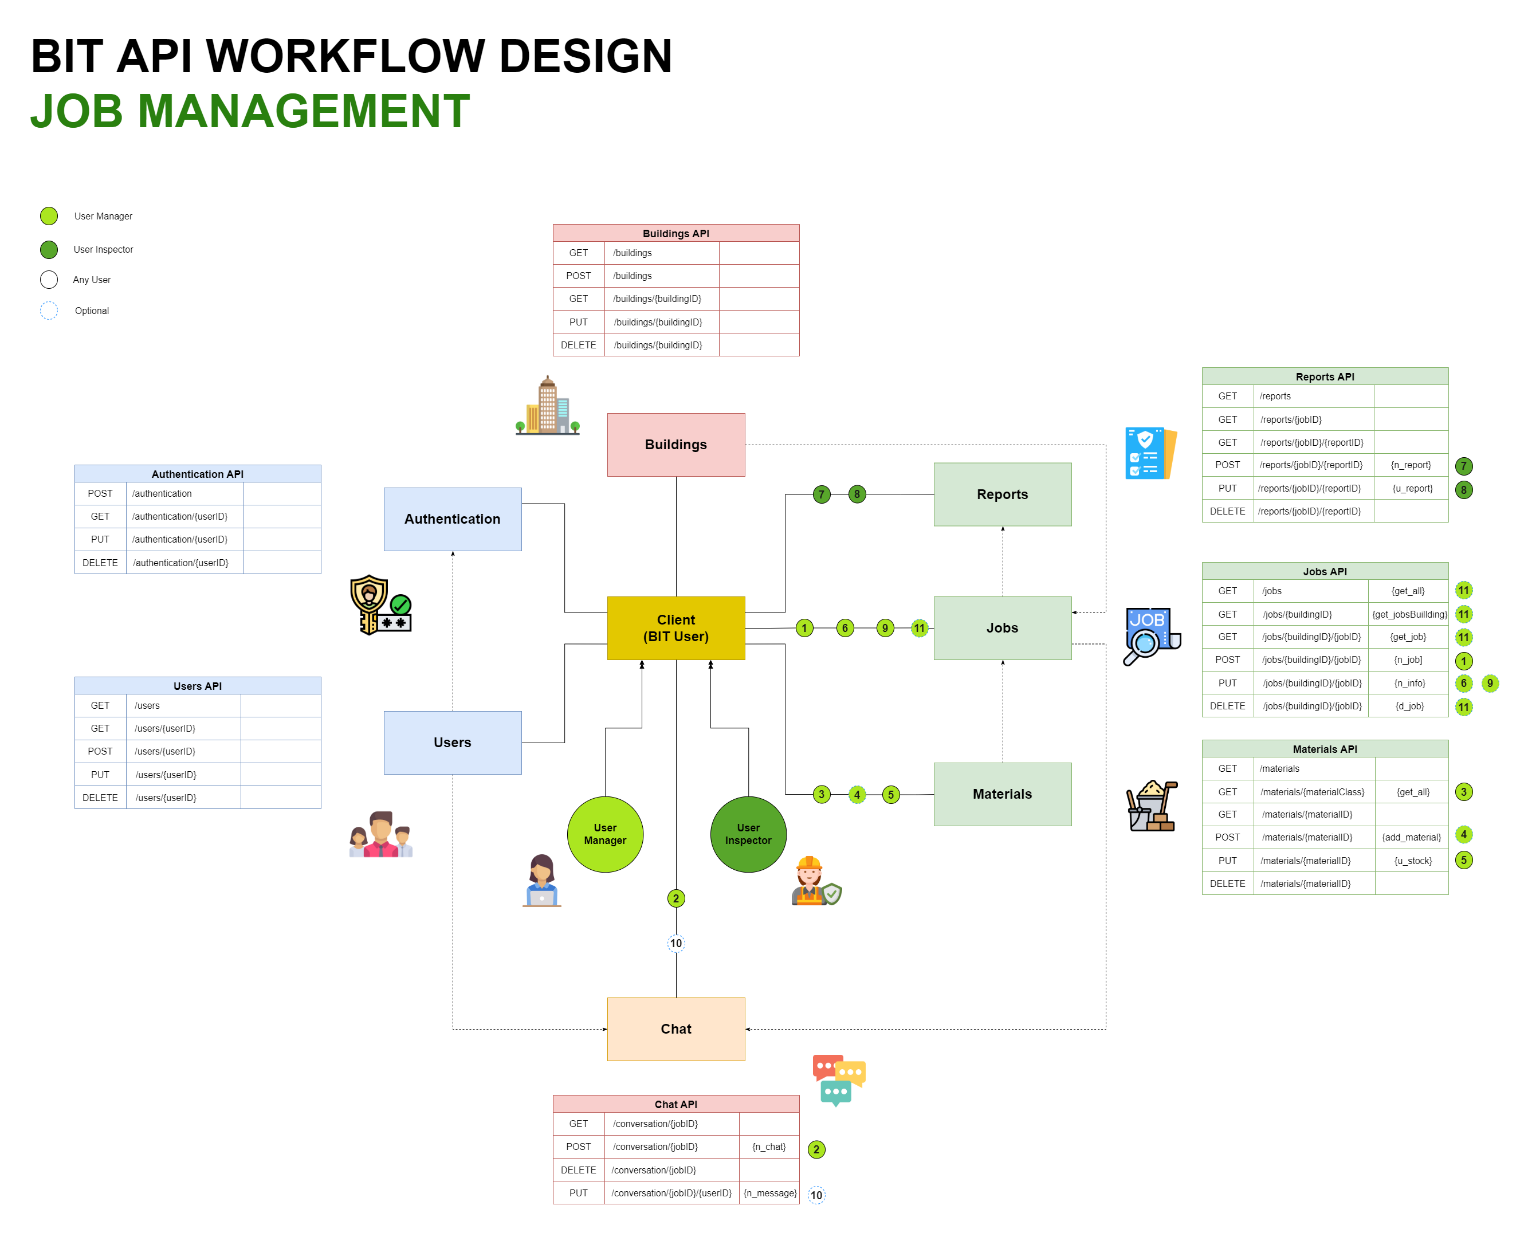 BIT API WORKFLOW DESIGN
JOB MANAGEMENT
User Manager
User Inspector
Any User
Optional
Buildings API
GET /buildings
POST /buildings
GET /buildings/{buildingID}
PUT /buildings/{buildingID}
DELETE /buildings/{buildingID}
Reports API
GET /reports
GET /reports/{jobID}
GET /reports/{jobID}/{reportID}
POST /reports/{jobID}/{reportID} {n_report} 7
PUT /reports/{jobID}/{reportID} {u_report} 8
DELETE /reports/{jobID}/{reportID}
Authentication API
POST /authentication
GET /authentication/{userID}
PUT /authentication/{userID}
DELETE /authentication/{userID}
Buildings
Authentication
Reports
7 8
Client
(BIT User)
Jobs
1 6 9 11
Jobs API
GET /jobs {get_all} 11
GET /jobs/{buildingID} {get_jobsBuillding} 11
GET /jobs/{buildingID}/{jobID} {get_job} 11
POST /jobs/{buildingID}/{jobID} {n_job} 1
PUT /jobs/{buildingID}/{jobID} {n_info} 6 9
DELETE /jobs/{buildingID}/{jobID} {d_job} 11
JOB
Users API
GET /users
GET /users/{userID}
POST /users/{userID}
PUT /users/{userID}
DELETE /users/{userID}
Users
Materials
3 4 5
Materials API
GET /materials
GET /materials/{materialClass} {get_all} 3
GET /materials/{materialID}
POST /materials/{materialID} {add_material} 4
PUT /materials/{materialID} {u_stock} 5
DELETE /materials/{materialID}
User
Manager
User
Inspector
2
10
Chat
Chat API
GET /conversation/{jobID}
POST /conversation/{jobID} {n_chat} 2
DELETE /conversation/{jobID}
PUT /conversation/{jobID}/{userID} {n_message} 10